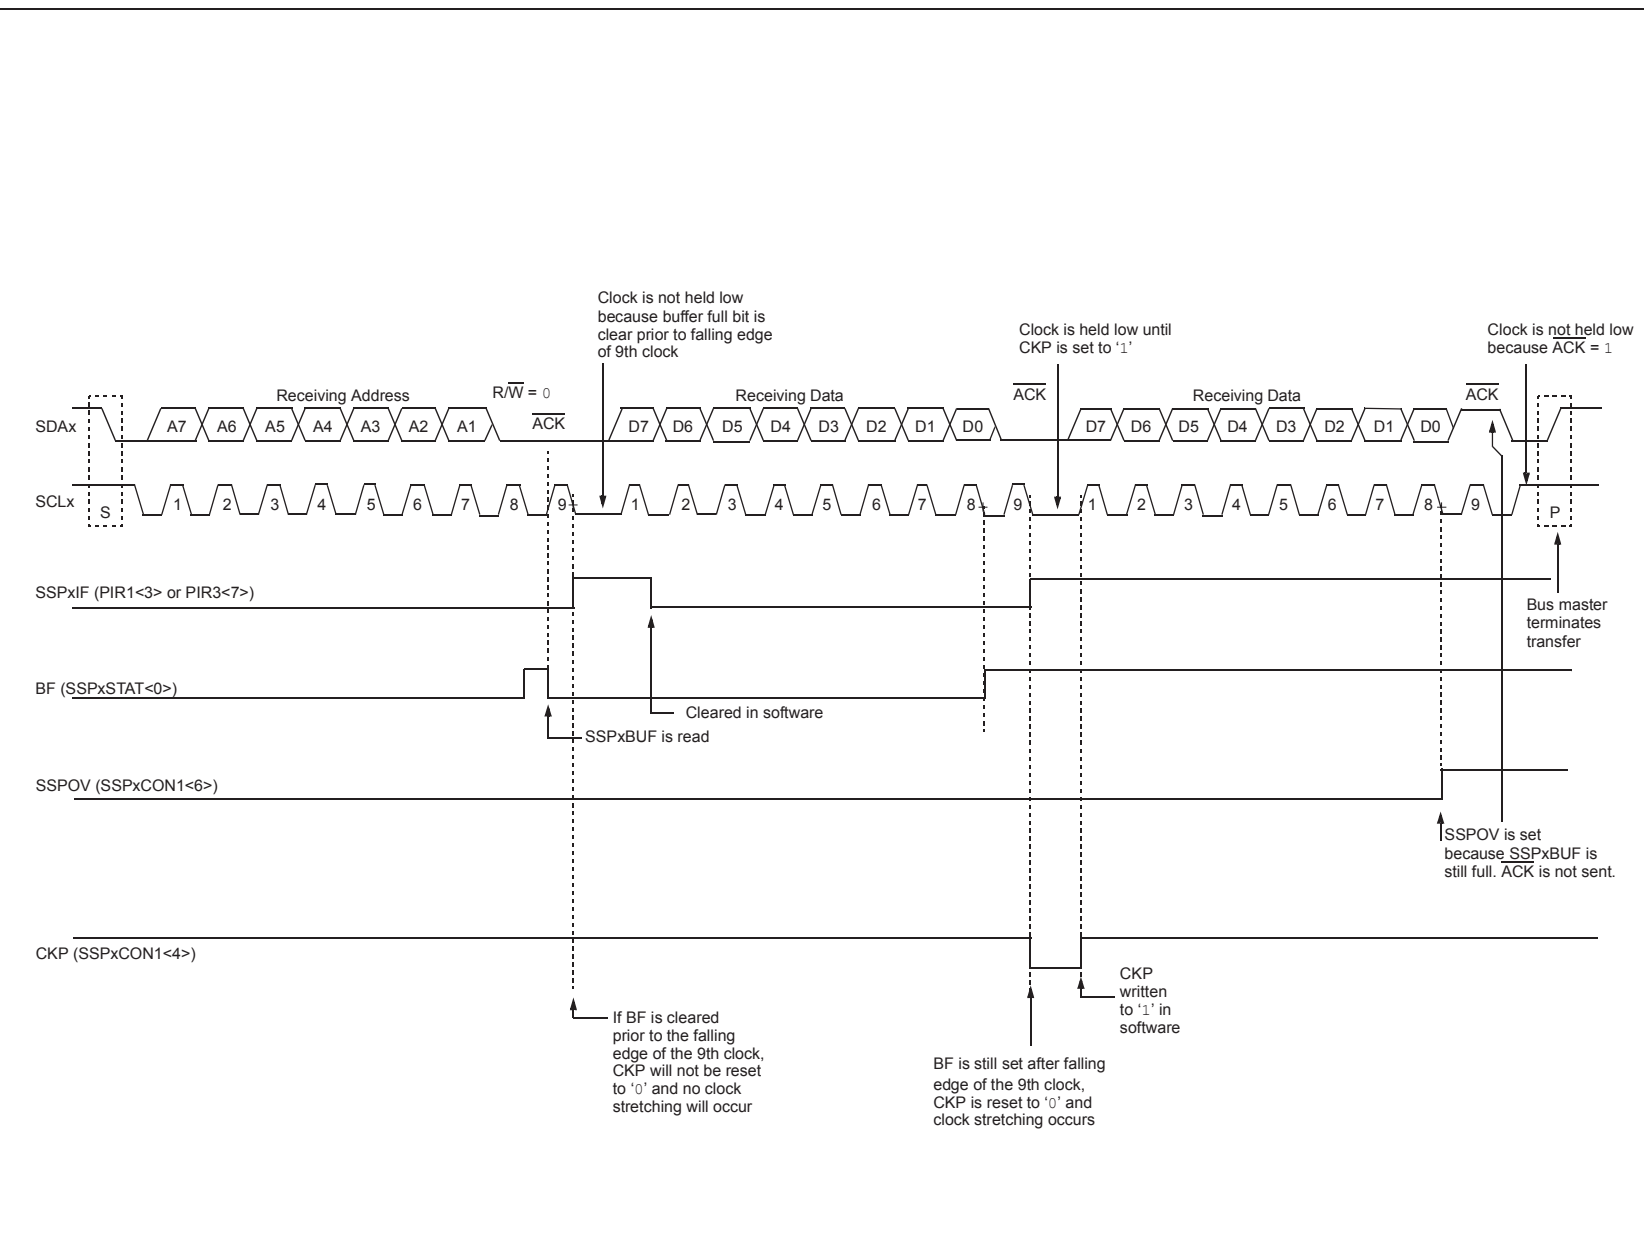 Clock is not held low
because buffer full bit is
clear prior to falling edge
of 9th clock
Clock is held low until
CKP is set to ‘1’
Clock is not held low
because ACK = 1
Receiving Address
R/W = 0
ACK
Receiving Data
ACK
Receiving Data
ACK
SDAx
A7 A6 A5 A4 A3 A2 A1
D7 D6 D5 D4 D3 D2 D1 D0
D7 D6 D5 D4 D3 D2 D1 D0
SCLx
S
1 2 3 4 5 6 7 8 9
1 2 3 4 5 6 7 8 9
1 2 3 4 5 6 7 8 9
P
SSPxIF (PIR1<3> or PIR3<7>)
Bus master
terminates
transfer
BF (SSPxSTAT<0>)
Cleared in software
SSPxBUF is read
SSPOV (SSPxCON1<6>)
SSPOV is set
because SSPxBUF is
still full. ACK is not sent.
CKP (SSPxCON1<4>)
CKP
written
to ‘1’ in
software
If BF is cleared
prior to the falling
edge of the 9th clock,
CKP will not be reset
to ‘0’ and no clock
stretching will occur
BF is still set after falling
edge of the 9th clock,
CKP is reset to ‘0’ and
clock stretching occurs